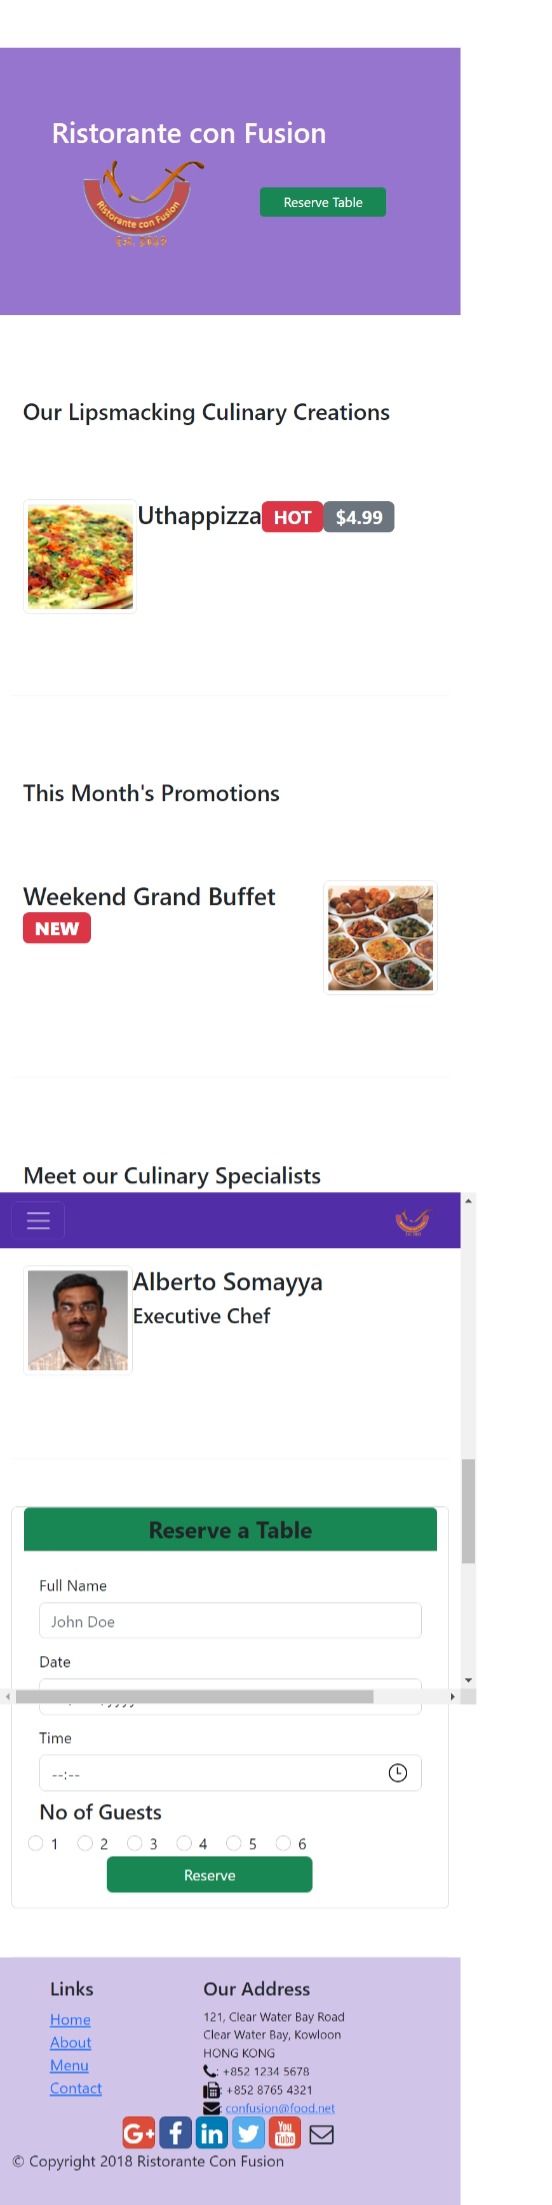 Ristorante con Fusion
Ristorante con Fusion
Reserve Table
Our Lipsmacking Culinary Creations
Uthappizza HOT $4.99
This Month's Promotions
Weekend Grand Buffet
NEW
Meet our Culinary Specialists
Alberto Somayya
Executive Chef
Reserve a Table
Full Name
John Doe
Date
Time
--:--
No of Guests
1 2 3 4 5 6
Reserve
Links
Home
About
Menu
Contact
Our Address
121, Clear Water Bay Road
Clear Water Bay, Kowloon
HONG KONG
: +852 1234 5678
: +852 8765 4321
: confusion@food.net
G+ f in You Tube
© Copyright 2018 Ristorante Con Fusion